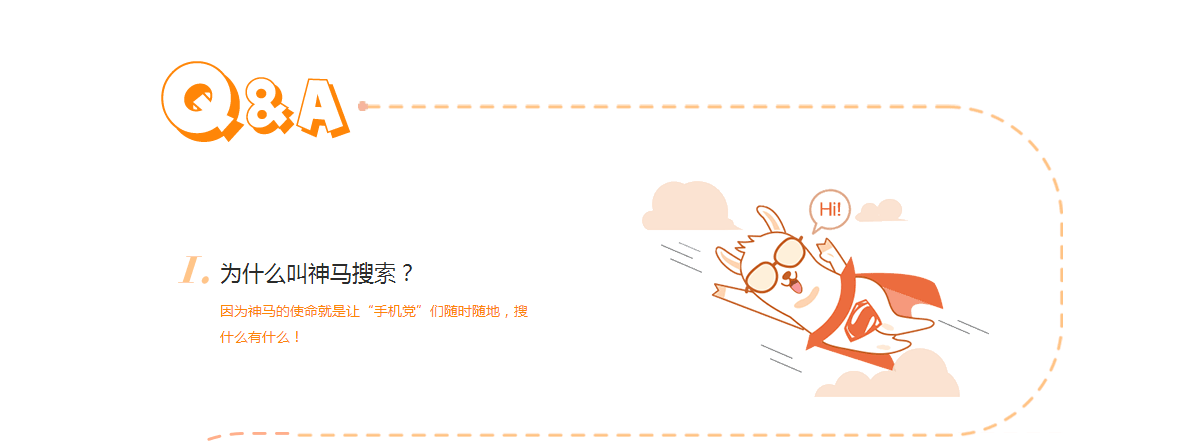 Q&A
Hi!
1. 为什么叫神马搜索？
因为神马的使命就是让“手机党”们随时随地，搜
什么有什么！